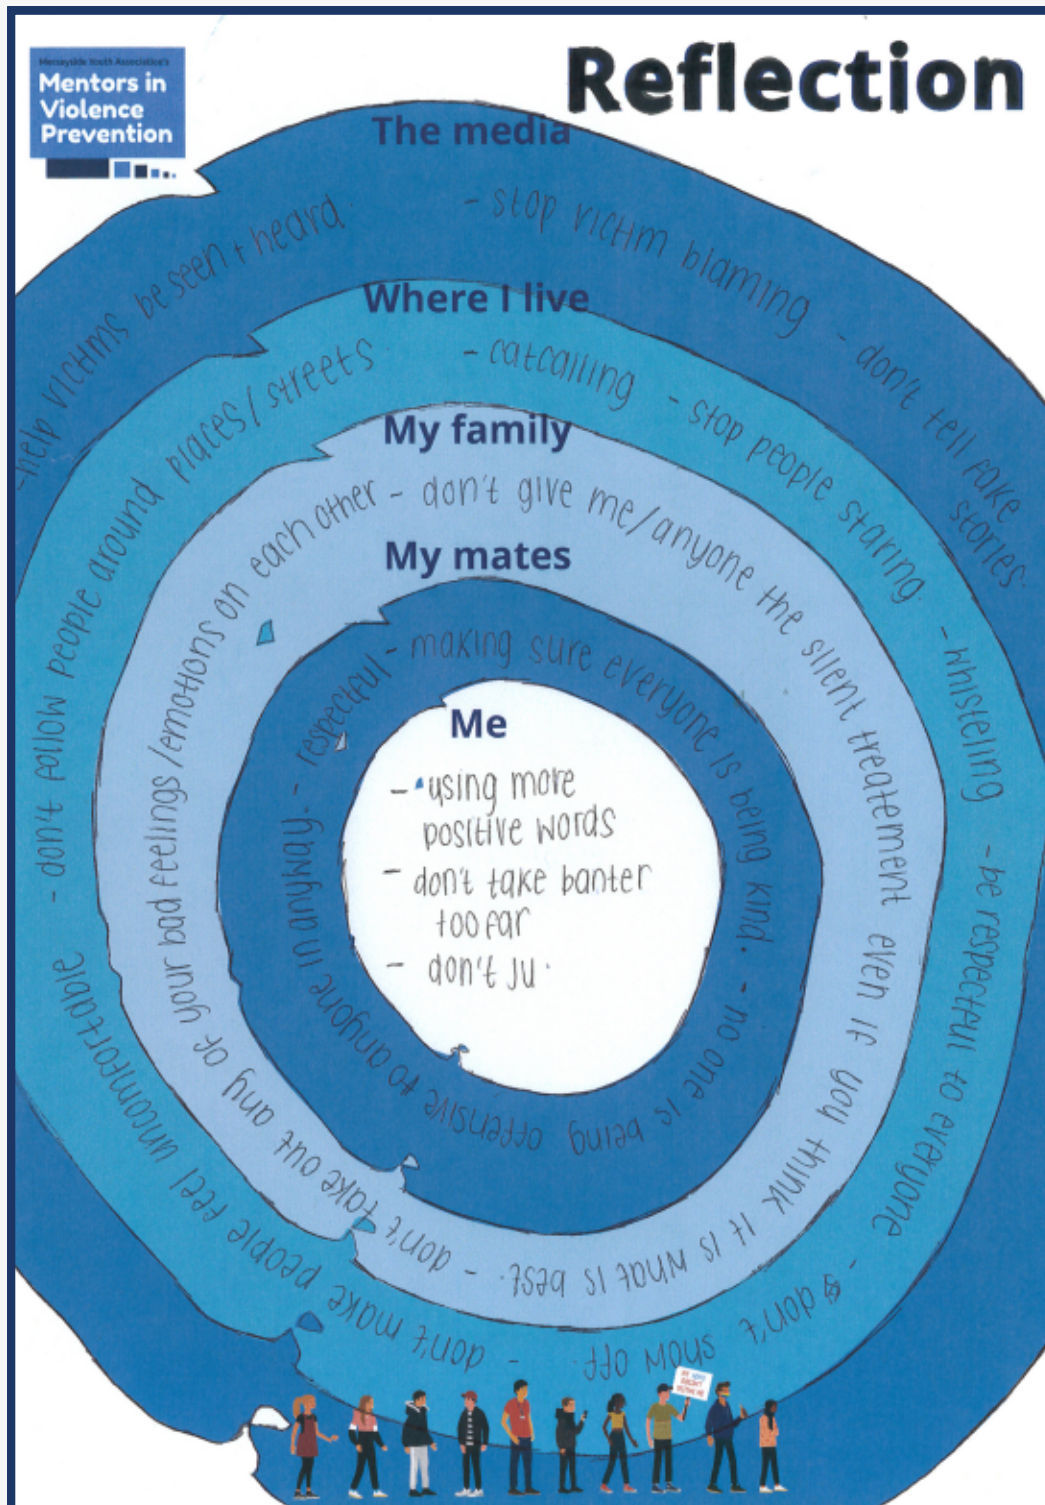 Merseyside Youth Association's
Mentors in
Violence
Prevention
Reflection
The media
- help victims be seen + heard.
- stop victim blaming
- don't tell fake
stories.
Where I live
- catcalling
- stop people staring.
- whisteling
- be respectful to everyone
- don't show off.
- don't make people feel uncomfortable
- don't follow people around places/streets.
My family
- don't give me/anyone the silent treatement even if you think it is what is best.
- don't take out any of your bad feelings/emotions on each other
My mates
- making sure everyone is being kind.
- no one is being offensive to anyone in anyway.
- respectful
Me
- using more
positive words
- don't take banter
too far
- don't ju.